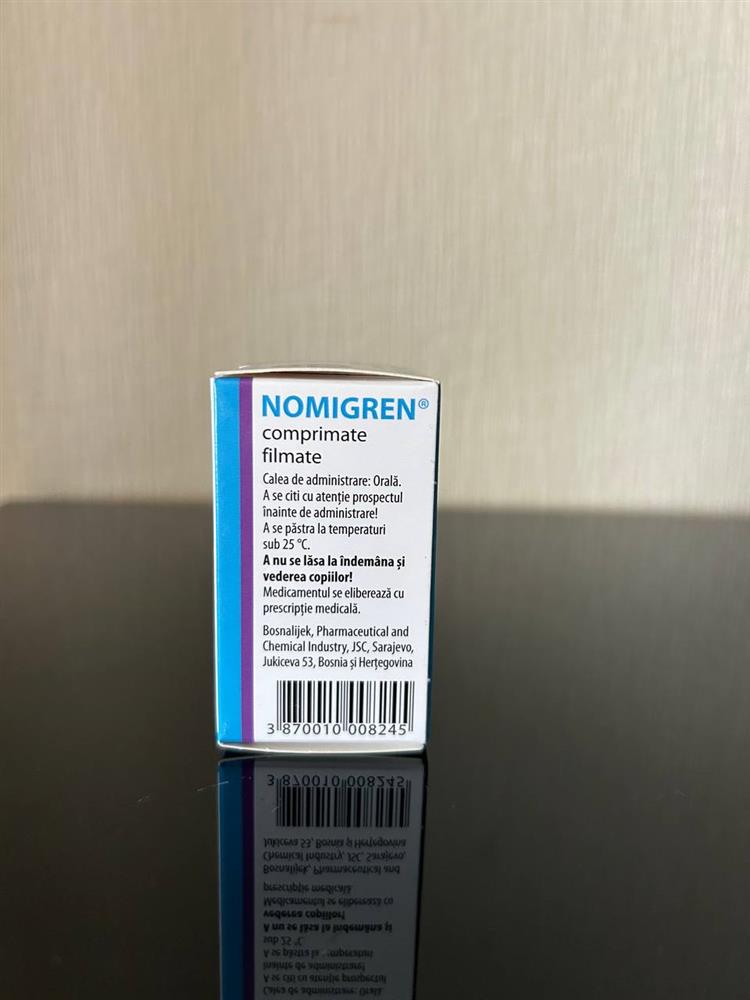 NOMIGREN®
comprimate
filmate
Calea de administrare: Orală.
A se citi cu atenție prospectul
înainte de administrare!
A se păstra la temperaturi
sub 25 °C.
A nu se lăsa la îndemâna și
vederea copiilor!
Medicamentul se eliberează cu
prescripție medicală.
Bosnalijek, Pharmaceutical and
Chemical Industry, JSC, Sarajevo,
Jukiceva 53, Bosnia și Herțegovina
3 870010 008245